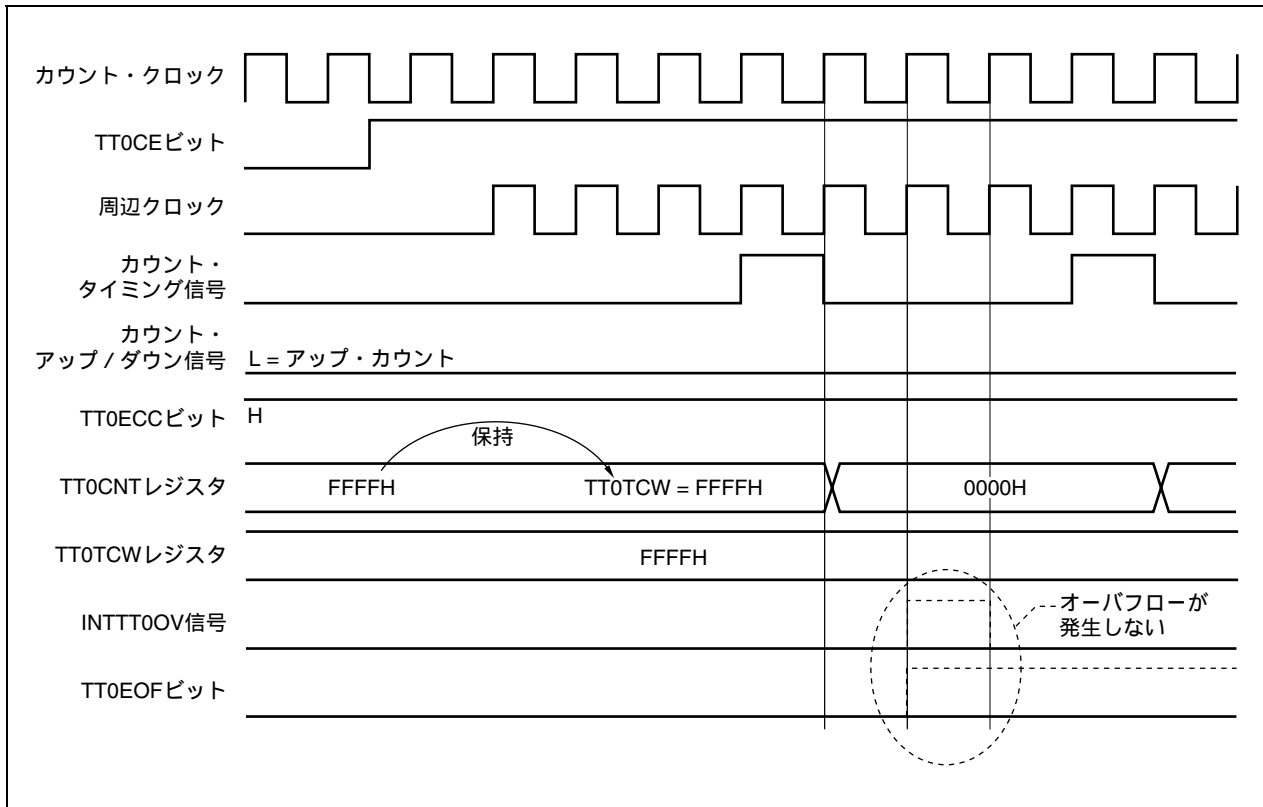 カウント・クロック
TT0CEビット
周辺クロック
カウント・
タイミング信号
カウント・
アップ / ダウン信号
L = アップ・カウント
TT0ECCビット
H
保持
TT0CNTレジスタ
FFFFH
TT0TCW = FFFFH
0000H
TT0TCWレジスタ
FFFFH
INTTT0OV信号
オーバフローが
発生しない
TT0EOFビット